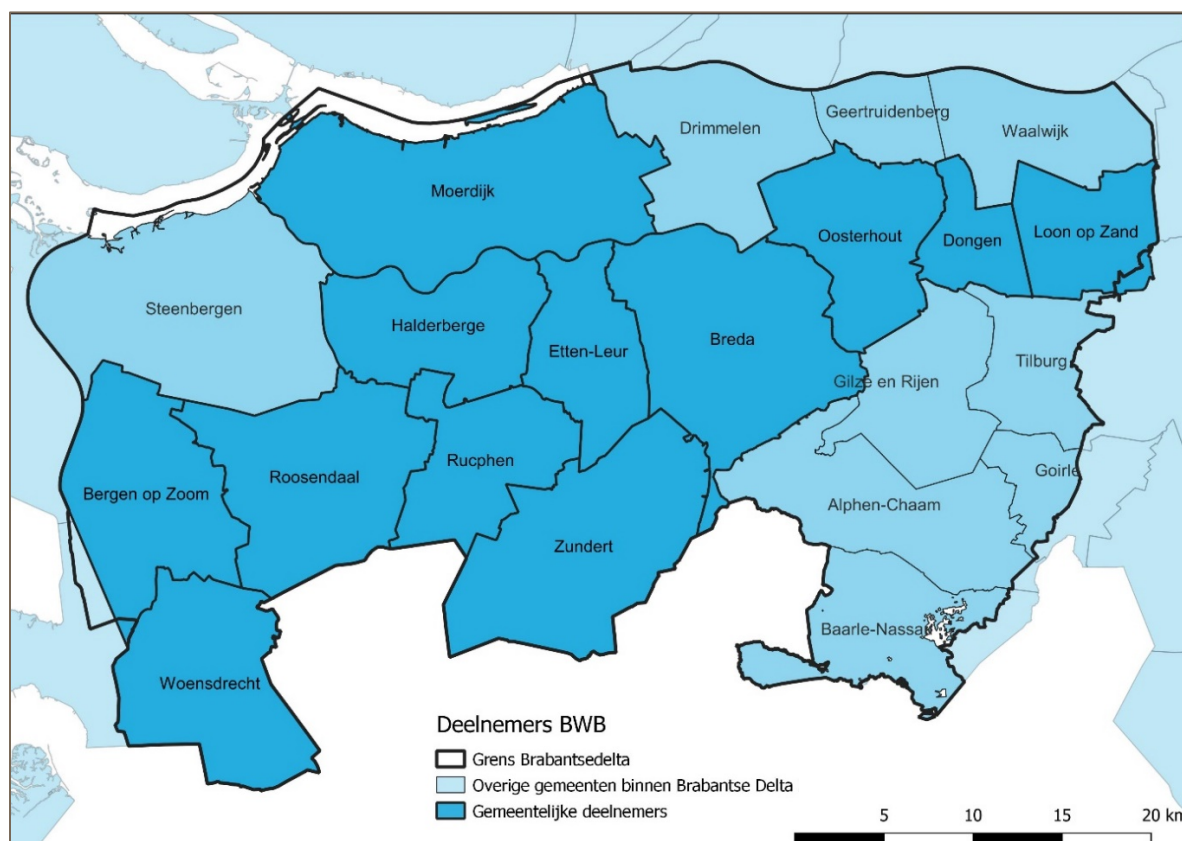 Drimmelen
Geertruidenberg
Waalwijk
Moerdijk
Oosterhout
Dongen
Loon op Zand
Steenbergen
Halderberge
Etten-Leur
Breda
Gilze en Rijen
Tilburg
Bergen op Zoom
Roosendaal
Rucphen
Goirle
Alphen-Chaam
Zundert
Baarle-Nassau
Woensdrecht
Deelnemers BWB
Grens Brabantsedelta
Overige gemeenten binnen Brabantse Delta
Gemeentelijke deelnemers
5 10 15 20 km